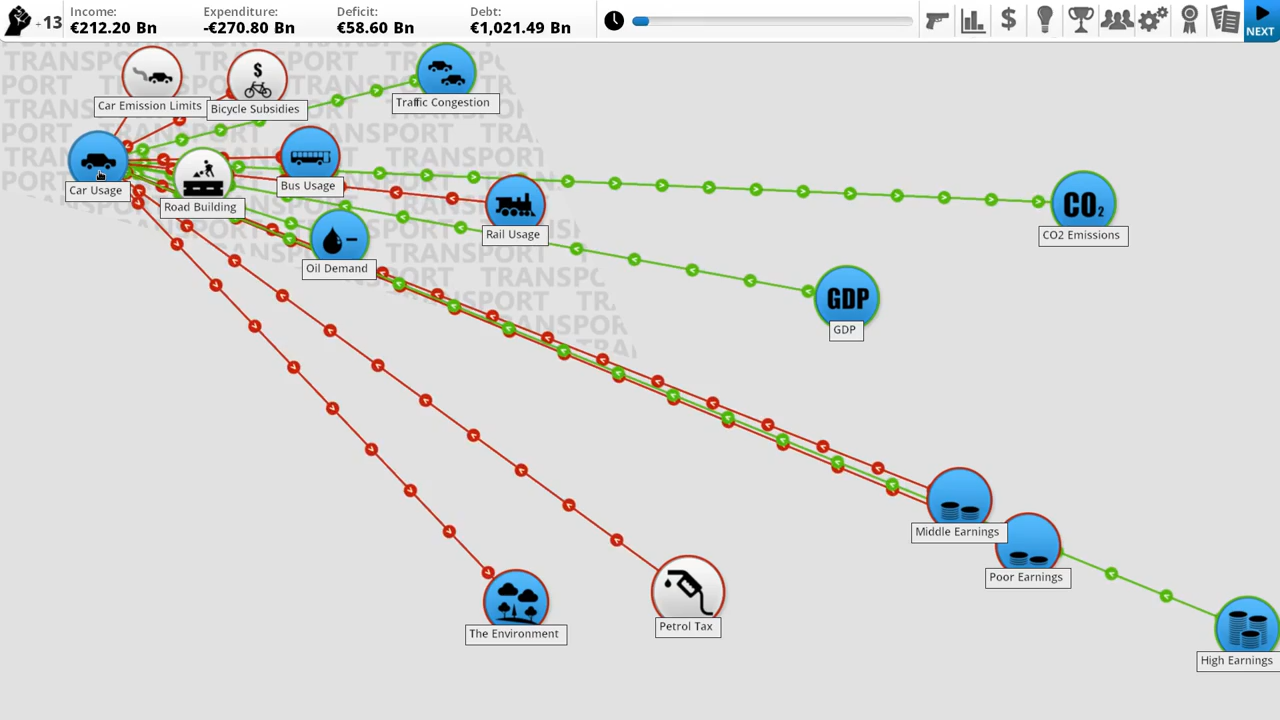 +13
Income:
€212.20 Bn
Expenditure:
-€270.80 Bn
Deficit:
€58.60 Bn
Debt:
€1,021.49 Bn
NEXT
TRANSPORT
Car Emission Limits
$
Bicycle Subsidies
Traffic Congestion
Car Usage
Road Building
Bus Usage
Rail Usage
CO2
CO2 Emissions
Oil Demand
GDP
GDP
Middle Earnings
Poor Earnings
The Environment
Petrol Tax
High Earnings